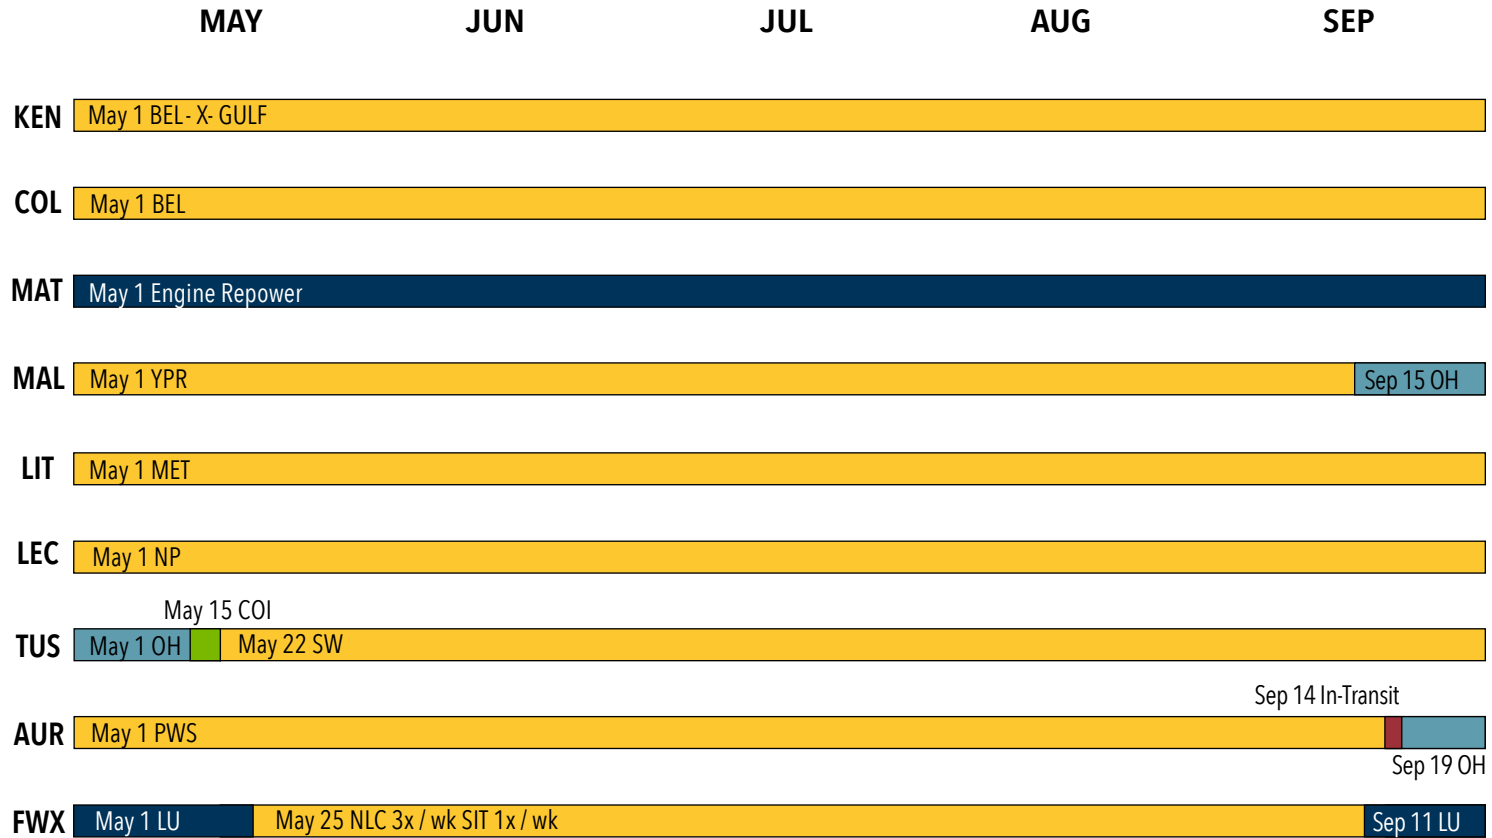 MAY JUN JUL AUG SEP
KEN May 1 BEL- X- GULF
COL May 1 BEL
MAT May 1 Engine Repower
MAL May 1 YPR Sep 15 OH
LIT May 1 MET
LEC May 1 NP
May 15 COI
TUS May 1 OH May 22 SW
Sep 14 In-Transit
AUR May 1 PWS
Sep 19 OH
FWX May 1 LU May 25 NLC 3x / wk SIT 1x / wk Sep 11 LU